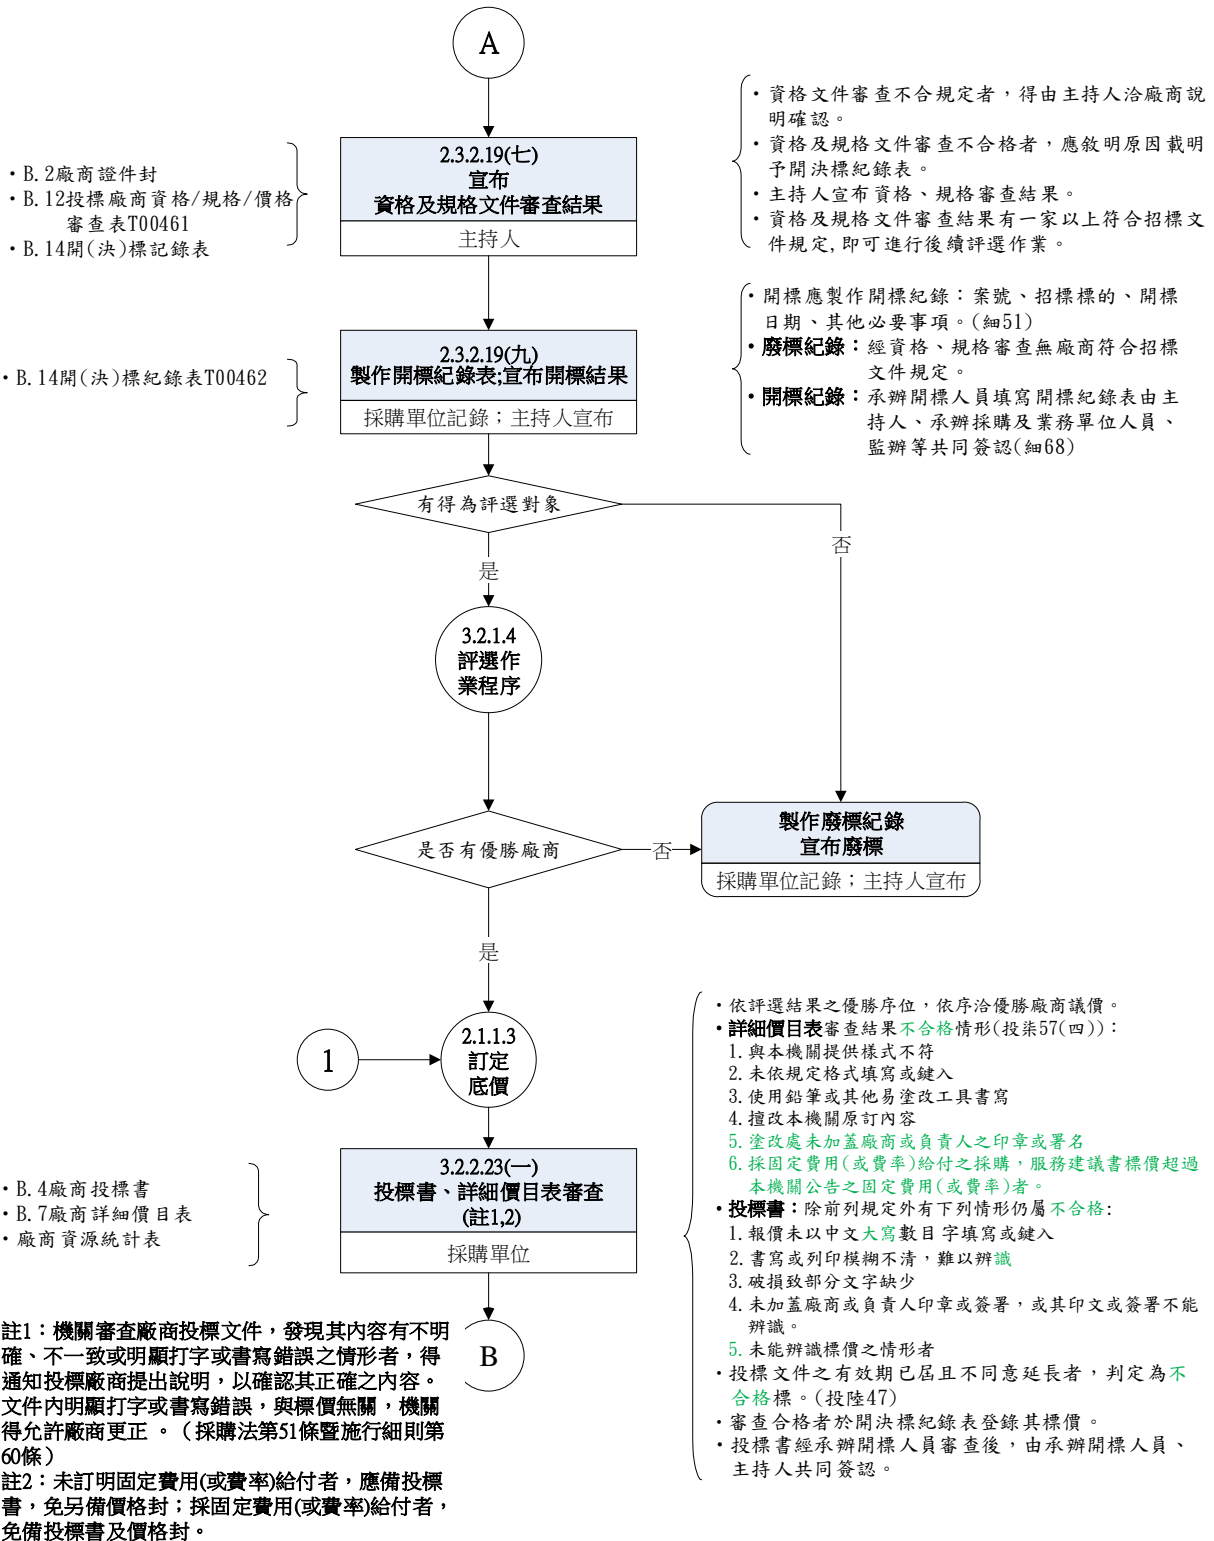 A
• 資格文件審查不合規定者，得由主持人洽廠商說
明確認。
• 資格及規格文件審查不合格者，應敘明原因載明
予開決標紀錄表。
• 主持人宣布資格、規格審查結果。
• 資格及規格文件審查結果有一家以上符合招標文
件規定,即可進行後續評選作業。
• B.2廠商證件封
• B.12投標廠商資格/規格/價格
審查表T00461
• B.14開(決)標記錄表
2.3.2.19(七)
宣布
資格及規格文件審查結果
主持人
• 開標應製作開標紀錄：案號、招標標的、開標
日期、其他必要事項。(細51)
• 廢標紀錄：經資格、規格審查無廠商符合招標
文件規定。
• 開標紀錄：承辦開標人員填寫開標紀錄表由主
持人、承辦採購及業務單位人員、
監辦等共同簽認(細68)
• B.14開(決)標紀錄表T00462
2.3.2.19(九)
製作開標紀錄表;宣布開標結果
採購單位記錄；主持人宣布
有得為評選對象
否
是
3.2.1.4
評選作
業程序
是否有優勝廠商
否
製作廢標紀錄
宣布廢標
採購單位記錄；主持人宣布
是
1
2.1.1.3
訂定
底價
• 依評選結果之優勝序位，依序洽優勝廠商議價。
• 詳細價目表審查結果不合格情形(投柒57(四))：
1.與本機關提供樣式不符
2.未依規定格式填寫或鍵入
3.使用鉛筆或其他易塗改工具書寫
4.擅改本機關原訂內容
5.塗改處未加蓋廠商或負責人之印章或署名
6.採固定費用(或費率)給付之採購，服務建議書標價超過
本機關公告之固定費用(或費率)者。
• 投標書：除前列規定外有下列情形仍屬不合格:
1.報價未以中文大寫數目字填寫或鍵入
2.書寫或列印模糊不清，難以辨識
3.破損致部分文字缺少
4.未加蓋廠商或負責人印章或簽署，或其印文或簽署不能
辨識。
5.未能辨識標價之情形者
• 投標文件之有效期已屆且不同意延長者，判定為不
合格標。(投陸47)
• 審查合格者於開決標紀錄表登錄其標價。
• 投標書經承辦開標人員審查後，由承辦開標人員、
主持人共同簽認。
• B.4廠商投標書
• B.7廠商詳細價目表
• 廠商資源統計表
3.2.2.23(一)
投標書、詳細價目表審查
(註1,2)
採購單位
B
註1：機關審查廠商投標文件，發現其內容有不明
確、不一致或明顯打字或書寫錯誤之情形者，得
通知投標廠商提出說明，以確認其正確之內容。
文件內明顯打字或書寫錯誤，與標價無關，機關
得允許廠商更正 。（採購法第51條暨施行細則第
60條）
註2：未訂明固定費用(或費率)給付者，應備投標
書，免另備價格封；採固定費用(或費率)給付者，
免備投標書及價格封。